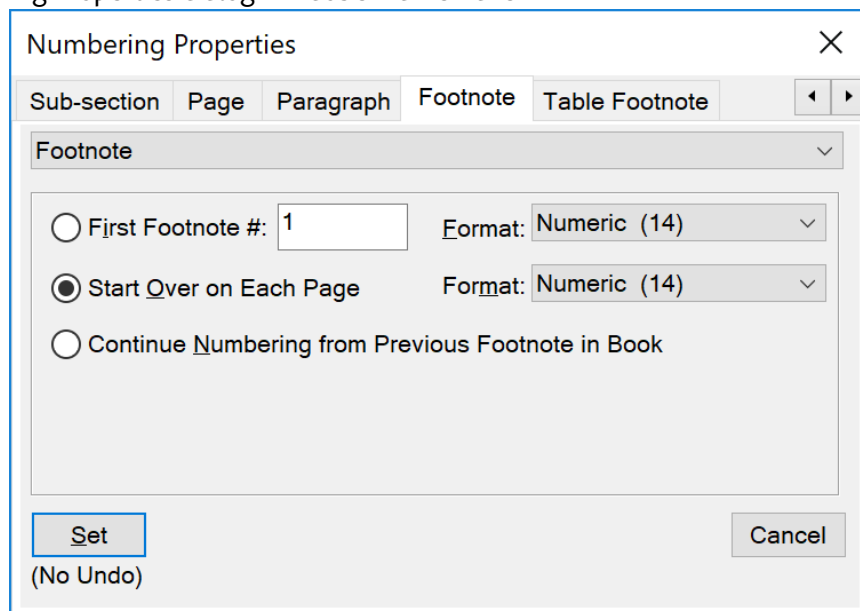 Numbering Properties
Sub-section Page Paragraph Footnote Table Footnote
Footnote
First Footnote #: 1 Format: Numeric (14)
Start Over on Each Page Format: Numeric (14)
Continue Numbering from Previous Footnote in Book
Set Cancel
(No Undo)